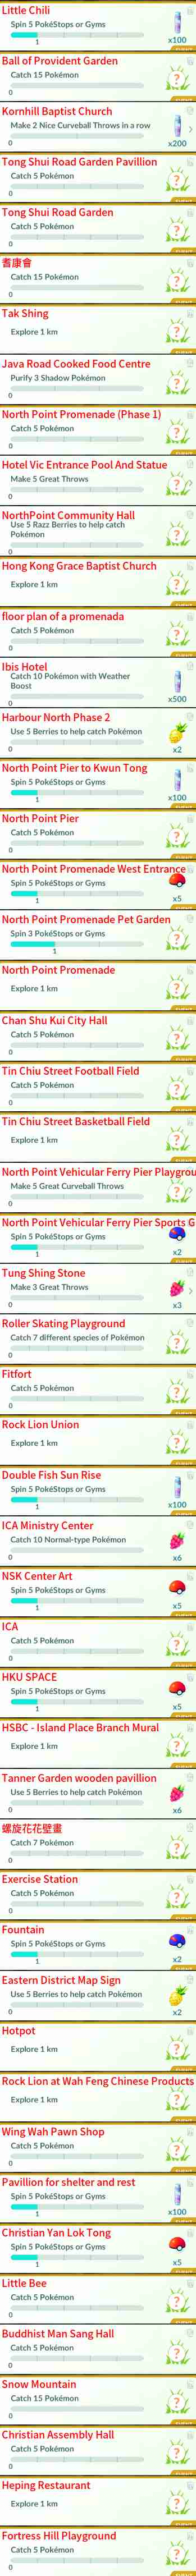 Little Chili
Spin 5 PokéStops or Gyms
1
x100
Ball of Provident Garden
Catch 15 Pokémon
0
Kornhill Baptist Church
Make 2 Nice Curveball Throws in a row
0
x200
Tong Shui Road Garden Pavillion
Catch 5 Pokémon
0
Tong Shui Road Garden
Catch 5 Pokémon
0
耆康會
Catch 15 Pokémon
0
Tak Shing
Explore 1 km
Java Road Cooked Food Centre
Purify 3 Shadow Pokémon
0
North Point Promenade (Phase 1)
Catch 5 Pokémon
0
Hotel Vic Entrance Pool And Statue
Make 5 Great Throws
0
NorthPoint Community Hall
Use 5 Razz Berries to help catch
Pokémon
0
Hong Kong Grace Baptist Church
Explore 1 km
floor plan of a promenada
Catch 5 Pokémon
0
Ibis Hotel
Catch 10 Pokémon with Weather
Boost
0
x500
Harbour North Phase 2
Use 5 Berries to help catch Pokémon
0
x2
North Point Pier to Kwun Tong
Spin 5 PokéStops or Gyms
1
x100
North Point Pier
Catch 5 Pokémon
0
North Point Promenade West Entrance
Spin 5 PokéStops or Gyms
1
x5
North Point Promenade Pet Garden
Spin 3 PokéStops or Gyms
1
North Point Promenade
Explore 1 km
Chan Shu Kui City Hall
Catch 5 Pokémon
0
Tin Chiu Street Football Field
Catch 5 Pokémon
0
Tin Chiu Street Basketball Field
Explore 1 km
North Point Vehicular Ferry Pier Playgrou
Make 5 Great Curveball Throws
0
North Point Vehicular Ferry Pier Sports G
Spin 5 PokéStops or Gyms
1
x2
Tung Shing Stone
Make 3 Great Throws
0
x3
Roller Skating Playground
Catch 7 different species of Pokémon
0
Fitfort
Catch 5 Pokémon
0
Rock Lion Union
Explore 1 km
Double Fish Sun Rise
Spin 5 PokéStops or Gyms
1
x100
ICA Ministry Center
Catch 10 Normal-type Pokémon
0
x6
NSK Center Art
Spin 5 PokéStops or Gyms
1
x5
ICA
Catch 5 Pokémon
0
HKU SPACE
Spin 5 PokéStops or Gyms
1
x5
HSBC - Island Place Branch Mural
Explore 1 km
Tanner Garden wooden pavillion
Use 5 Berries to help catch Pokémon
0
x6
螺旋花花壁畫
Catch 7 Pokémon
0
Exercise Station
Catch 5 Pokémon
0
Fountain
Spin 5 PokéStops or Gyms
1
x2
Eastern District Map Sign
Use 5 Berries to help catch Pokémon
0
x2
Hotpot
Explore 1 km
Rock Lion at Wah Feng Chinese Products
Explore 1 km
Wing Wah Pawn Shop
Catch 5 Pokémon
0
Pavillion for shelter and rest
Spin 5 PokéStops or Gyms
1
x100
Christian Yan Lok Tong
Spin 5 PokéStops or Gyms
1
x5
Little Bee
Catch 5 Pokémon
0
Buddhist Man Sang Hall
Catch 5 Pokémon
0
Snow Mountain
Catch 15 Pokémon
0
Christian Assembly Hall
Catch 5 Pokémon
0
Heping Restaurant
Explore 1 km
Fortress Hill Playground
Catch 5 Pokémon
0